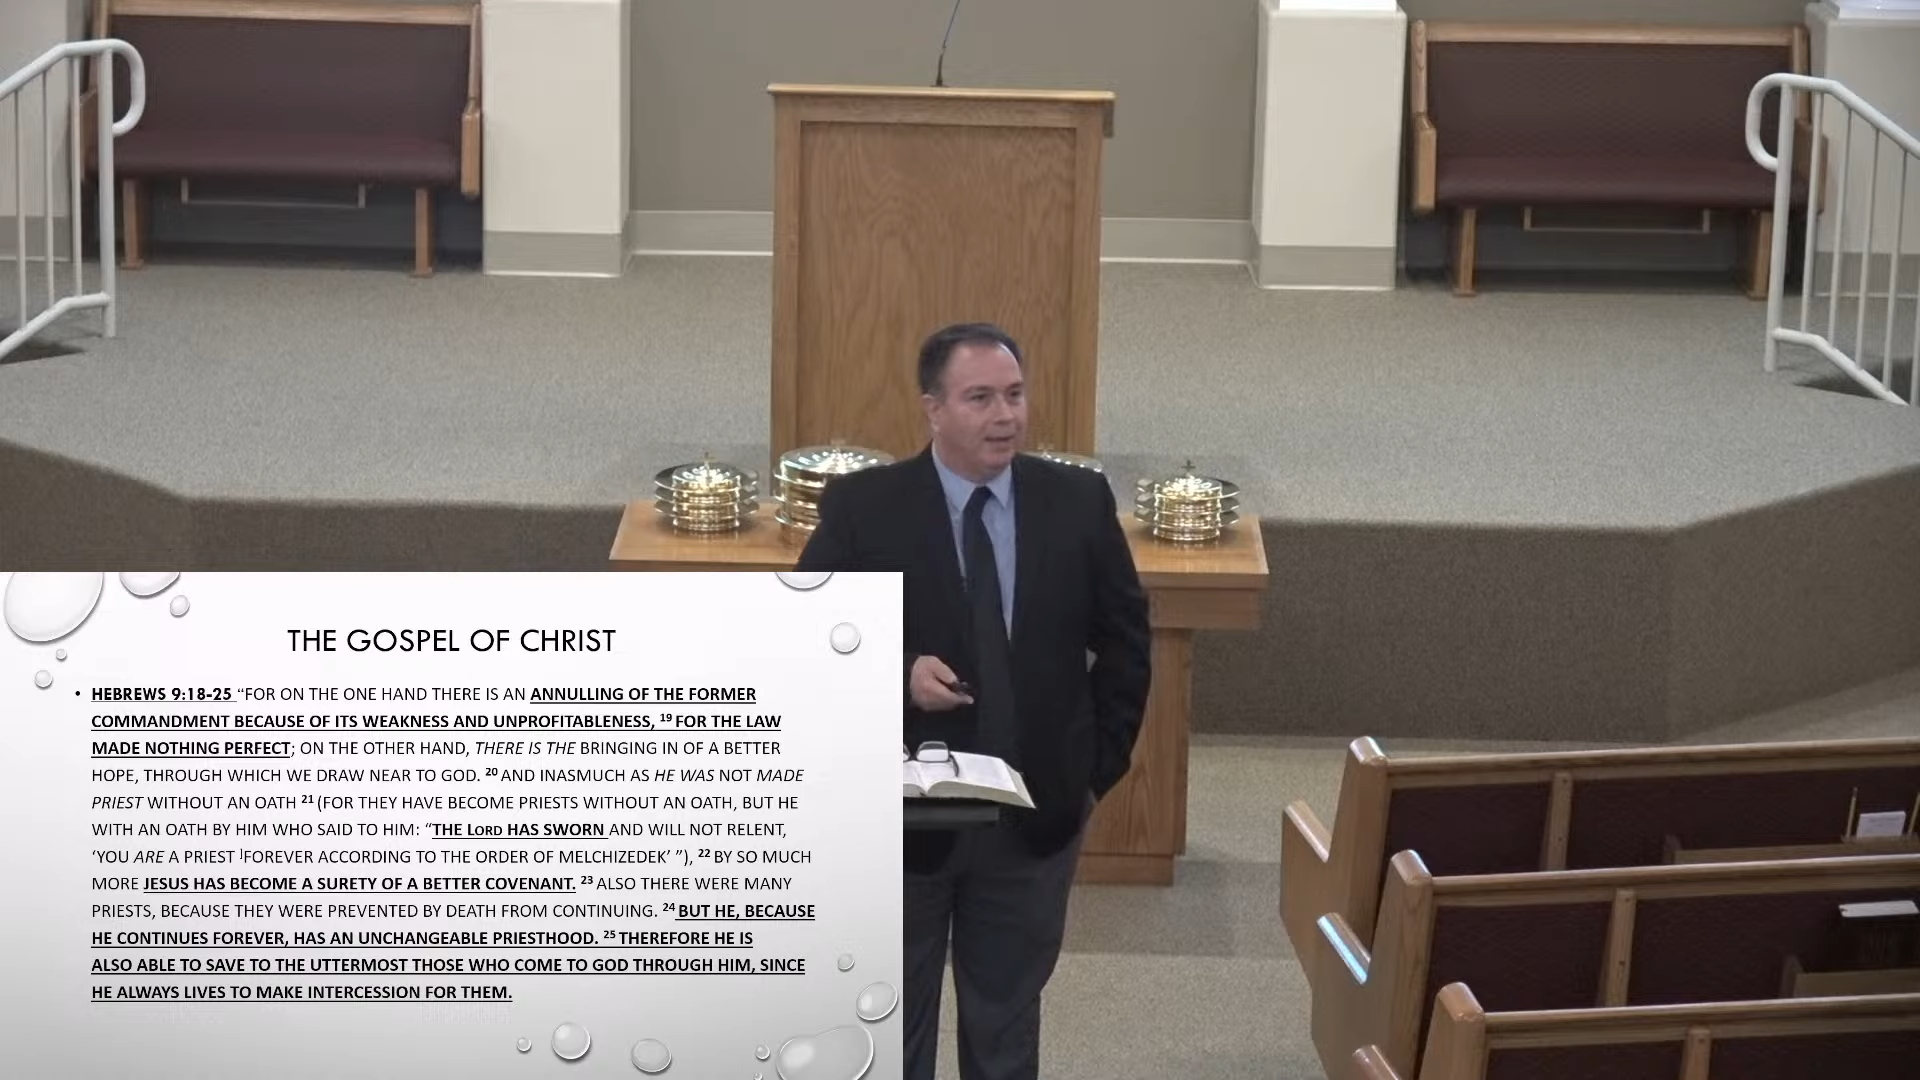 THE GOSPEL OF CHRIST
• HEBREWS 9:18-25 “FOR ON THE ONE HAND THERE IS AN ANNULLING OF THE FORMER
COMMANDMENT BECAUSE OF ITS WEAKNESS AND UNPROFITABLENESS, 19 FOR THE LAW
MADE NOTHING PERFECT; ON THE OTHER HAND, THERE IS THE BRINGING IN OF A BETTER
HOPE, THROUGH WHICH WE DRAW NEAR TO GOD. 20 AND INASMUCH AS HE WAS NOT MADE
PRIEST WITHOUT AN OATH 21 (FOR THEY HAVE BECOME PRIESTS WITHOUT AN OATH, BUT HE
WITH AN OATH BY HIM WHO SAID TO HIM: “THE LORD HAS SWORN AND WILL NOT RELENT,
‘YOU ARE A PRIEST FOREVER ACCORDING TO THE ORDER OF MELCHIZEDEK’ ”), 22 BY SO MUCH
MORE JESUS HAS BECOME A SURETY OF A BETTER COVENANT. 23 ALSO THERE WERE MANY
PRIESTS, BECAUSE THEY WERE PREVENTED BY DEATH FROM CONTINUING. 24 BUT HE, BECAUSE
HE CONTINUES FOREVER, HAS AN UNCHANGEABLE PRIESTHOOD. 25 THEREFORE HE IS
ALSO ABLE TO SAVE TO THE UTTERMOST THOSE WHO COME TO GOD THROUGH HIM, SINCE
HE ALWAYS LIVES TO MAKE INTERCESSION FOR THEM.